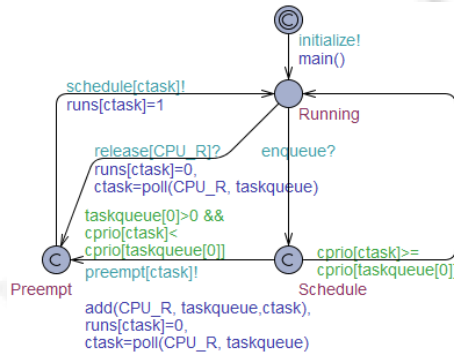 initialize!
main()
schedule[ctask]!
runs[ctask]=1
Running
release[CPU_R]?
enqueue?
runs[ctask]=0,
ctask=poll(CPU_R, taskqueue)
taskqueue[0]>0 &&
cprio[ctask]<
cprio[taskqueue[0]]
cprio[ctask]>=
cprio[taskqueue[0]]
C
C
Preempt
preempt[ctask]!
Schedule
add(CPU_R, taskqueue,ctask),
runs[ctask]=0,
ctask=poll(CPU_R, taskqueue)